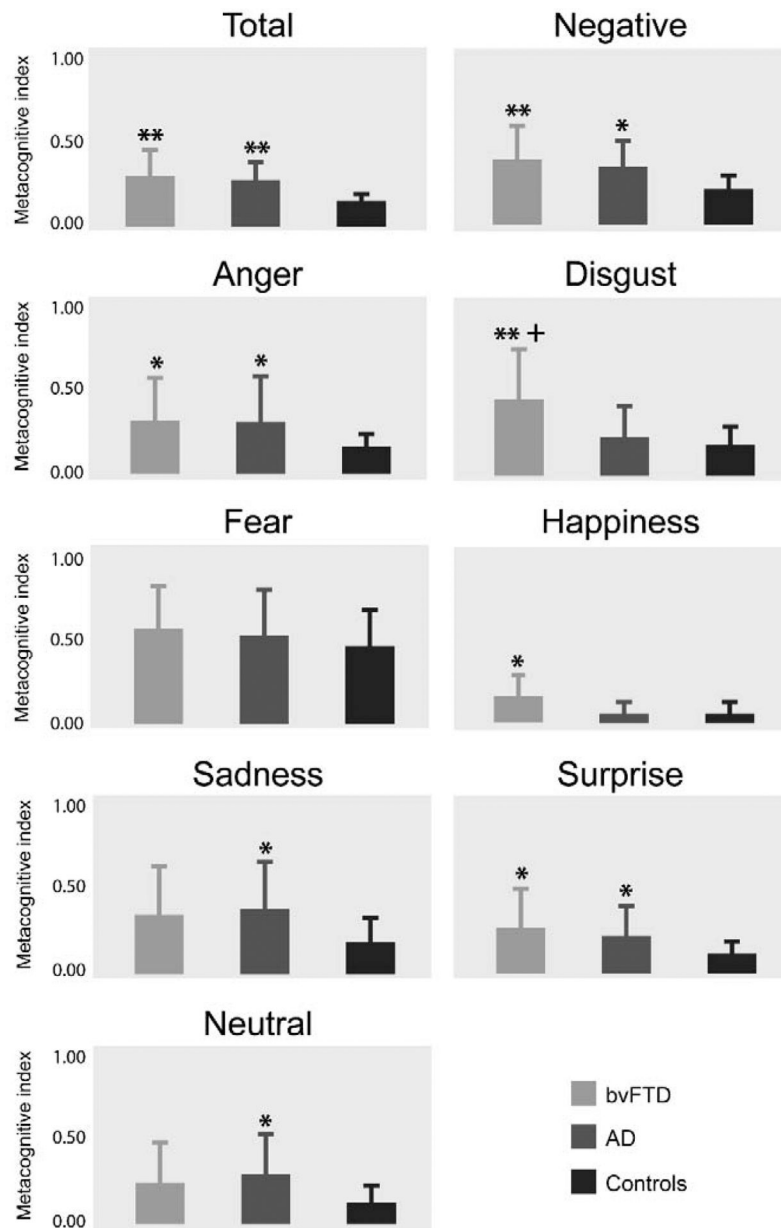 Total
Negative
Metacognitive index
1.00
0.50
0.00
**
**
**
*
Anger
Disgust
Metacognitive index
1.00
0.50
0.00
*
*
** +
Fear
Happiness
Metacognitive index
1.00
0.50
0.00
*
Sadness
Surprise
Metacognitive index
1.00
0.50
0.00
*
*
*
Neutral
Metacognitive index
1.00
0.50
0.00
*
bvFTD
AD
Controls